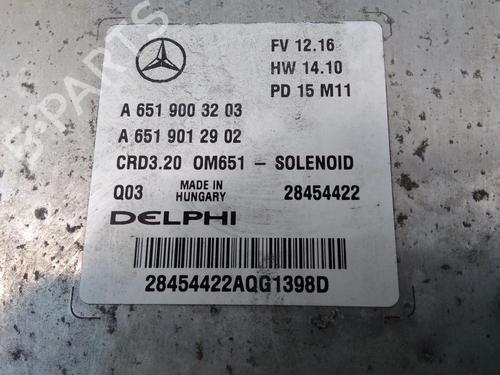 B-PARTS
FV 12.16
HW 14.10
PD 15 M11
A 651 900 32 03
A 651 901 29 02
CRD3.20 OM651 - SOLENOID
Q03 MADE IN HUNGARY 28454422
DELPHI
28454422AQG1398D